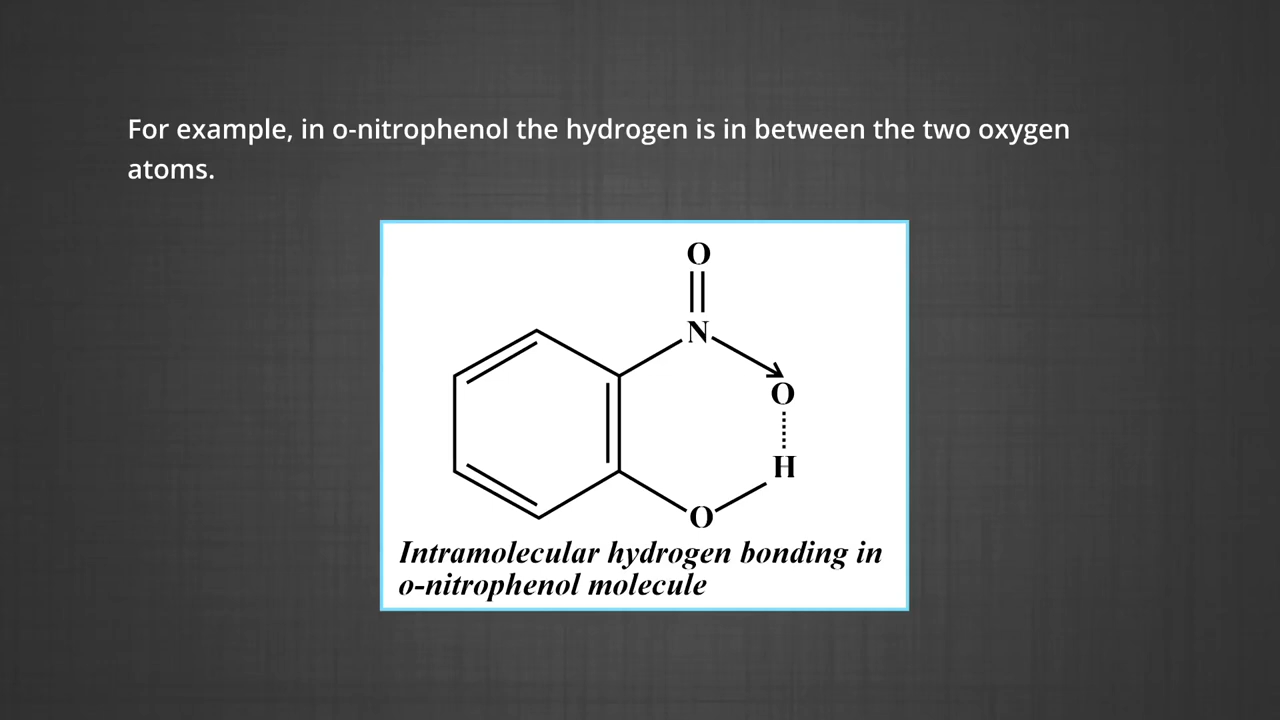 For example, in o-nitrophenol the hydrogen is in between the two oxygen
atoms.
O
N
O
H
O
Intramolecular hydrogen bonding in
o-nitrophenol molecule